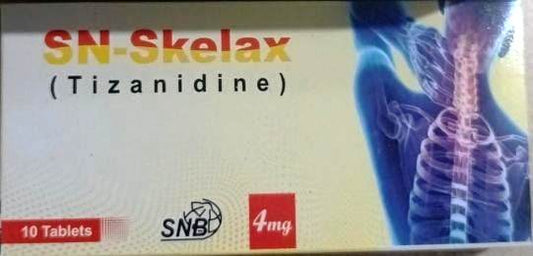 SN-Skelax
(Tizanidine)
10 Tablets
SNB
4mg